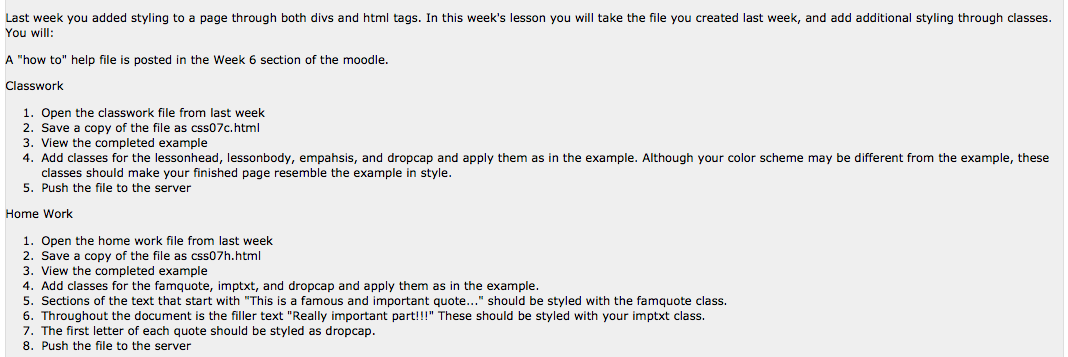 Last week you added styling to a page through both divs and html tags. In this week's lesson you will take the file you created last week, and add additional styling through classes.
You will:
A "how to" help file is posted in the Week 6 section of the moodle.
Classwork
1. Open the classwork file from last week
2. Save a copy of the file as css07c.html
3. View the completed example
4. Add classes for the lessonhead, lessonbody, empahsis, and dropcap and apply them as in the example. Although your color scheme may be different from the example, these
classes should make your finished page resemble the example in style.
5. Push the file to the server
Home Work
1. Open the home work file from last week
2. Save a copy of the file as css07h.html
3. View the completed example
4. Add classes for the famquote, imptxt, and dropcap and apply them as in the example.
5. Sections of the text that start with "This is a famous and important quote..." should be styled with the famquote class.
6. Throughout the document is the filler text "Really important part!!!" These should be styled with your imptxt class.
7. The first letter of each quote should be styled as dropcap.
8. Push the file to the server